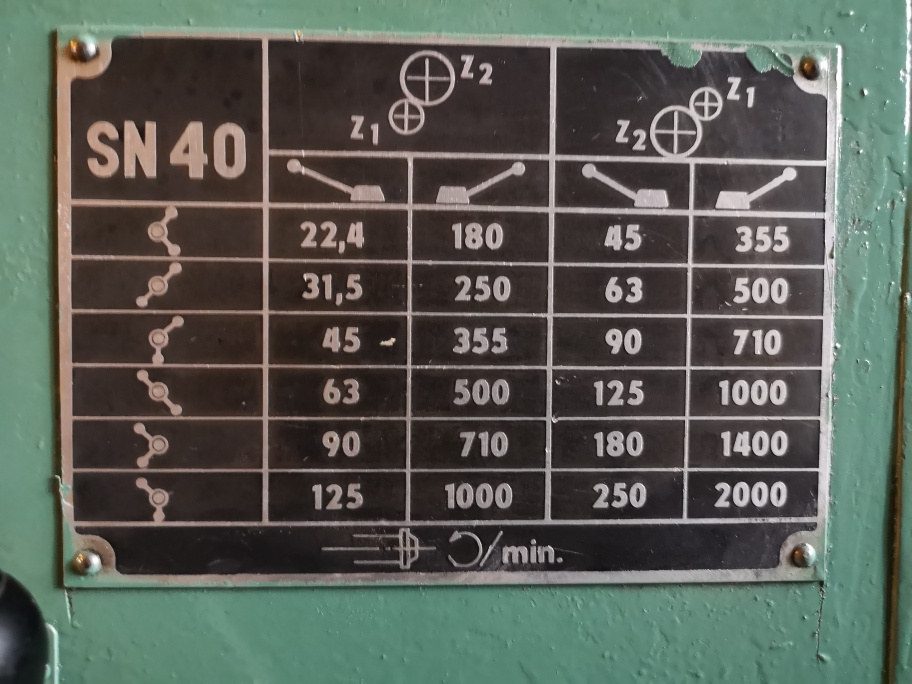 Z2 Z1
Z1 Z2
SN 40
22,4 180 45 355
31,5 250 63 500
45 355 90 710
63 500 125 1000
90 710 180 1400
125 1000 250 2000
/min.